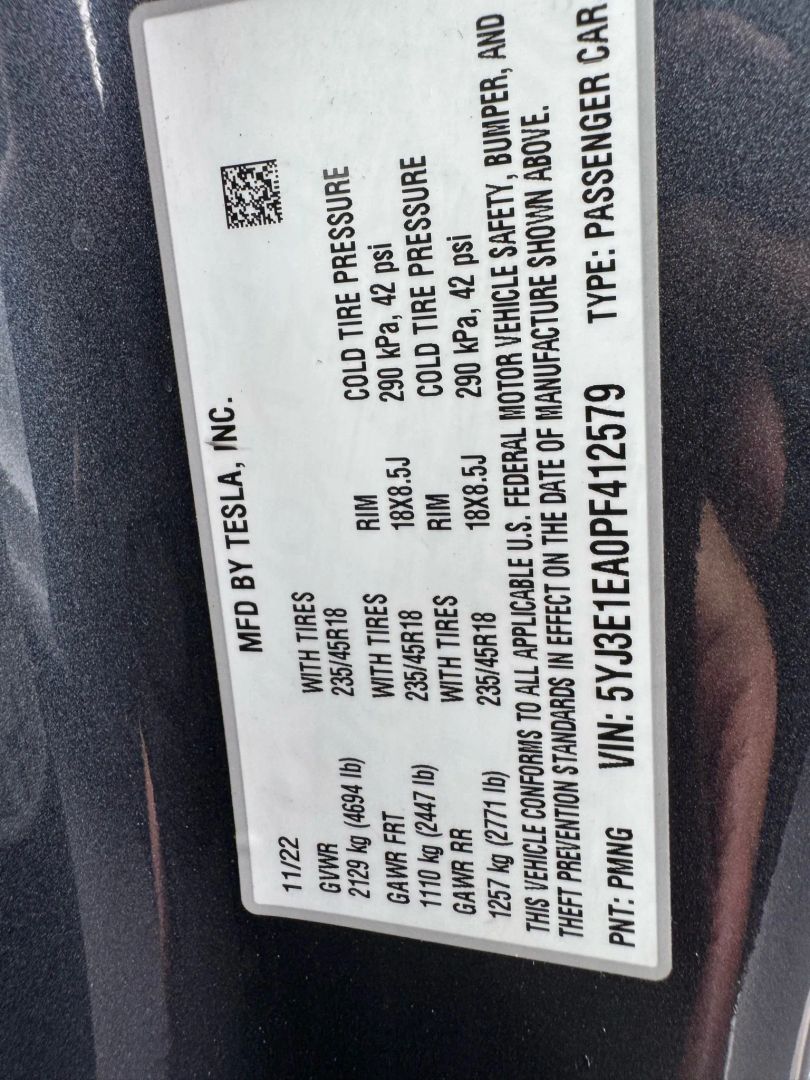 MFD BY TESLA, INC.
11/22
GVWR WITH TIRES RIM COLD TIRE PRESSURE
2129 kg (4694 lb) 235/45R18 18X8.5J 290 kPa, 42 psi
GAWR FRT WITH TIRES RIM COLD TIRE PRESSURE
1110 kg (2447 lb) 235/45R18 18X8.5J 290 kPa, 42 psi
GAWR RR WITH TIRES
1257 kg (2771 lb) 235/45R18
THIS VEHICLE CONFORMS TO ALL APPLICABLE U.S. FEDERAL MOTOR VEHICLE SAFETY, BUMPER, AND
THEFT PREVENTION STANDARDS IN EFFECT ON THE DATE OF MANUFACTURE SHOWN ABOVE.
PNT: PMNG VIN: 5YJ3E1EA0PF412579 TYPE: PASSENGER CAR